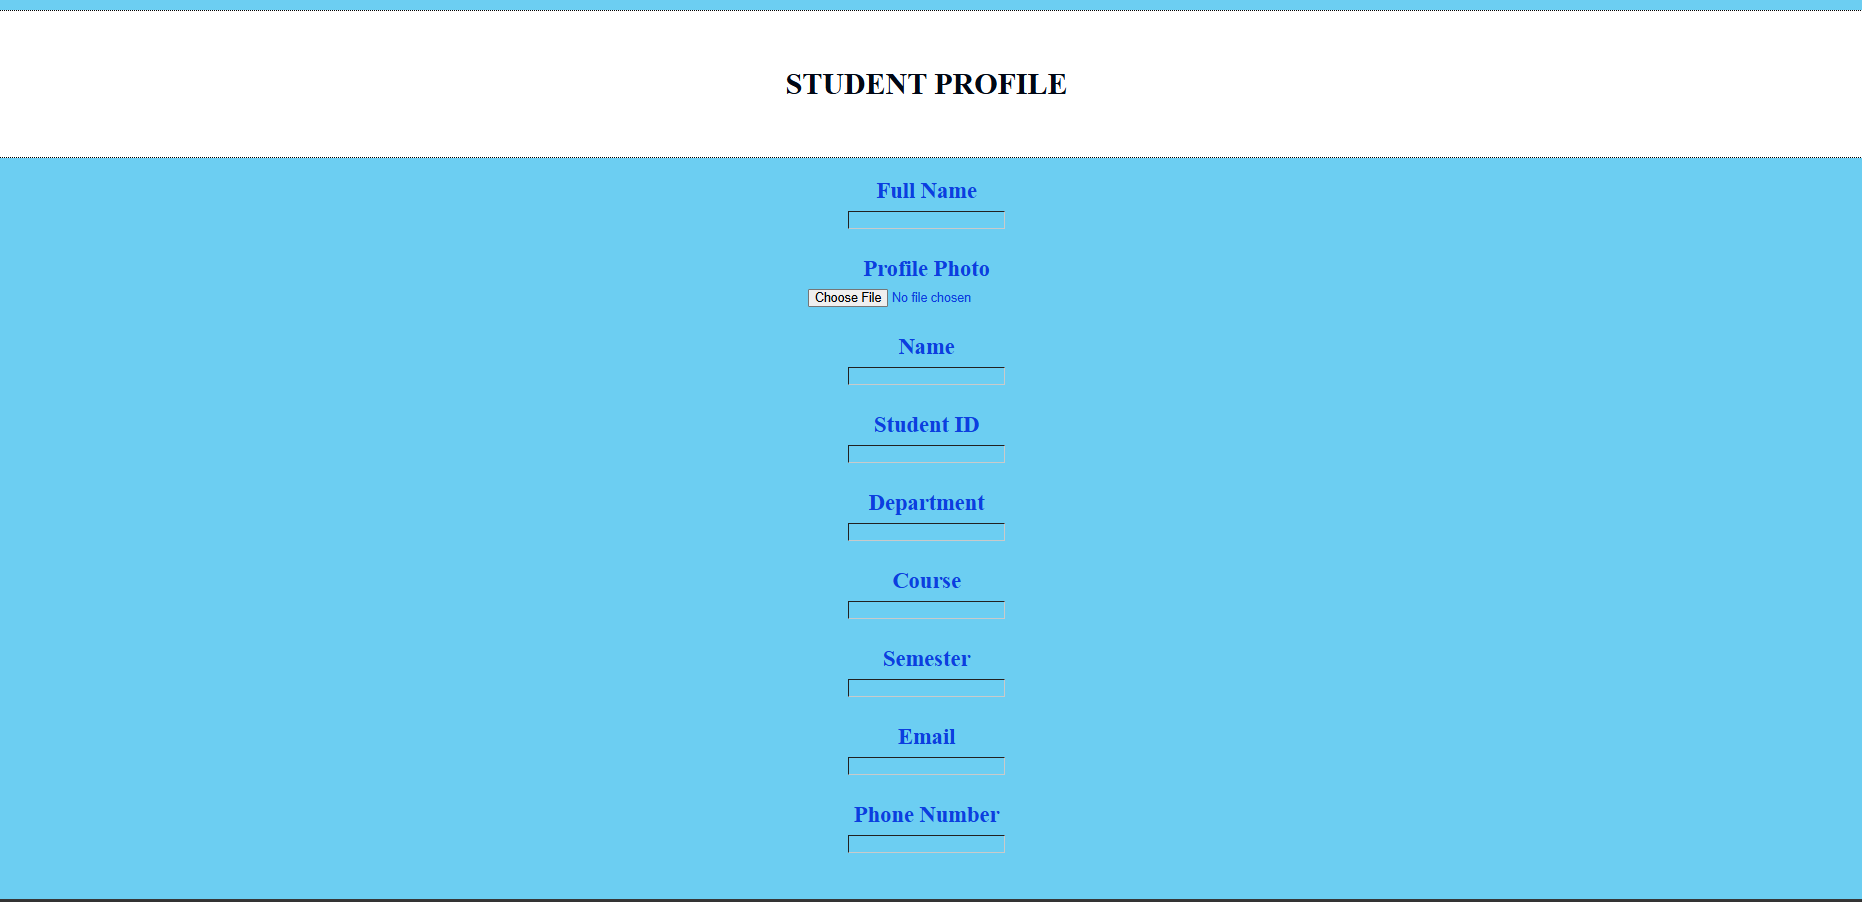 STUDENT PROFILE
Full Name
Profile Photo
Choose File No file chosen
Name
Student ID
Department
Course
Semester
Email
Phone Number